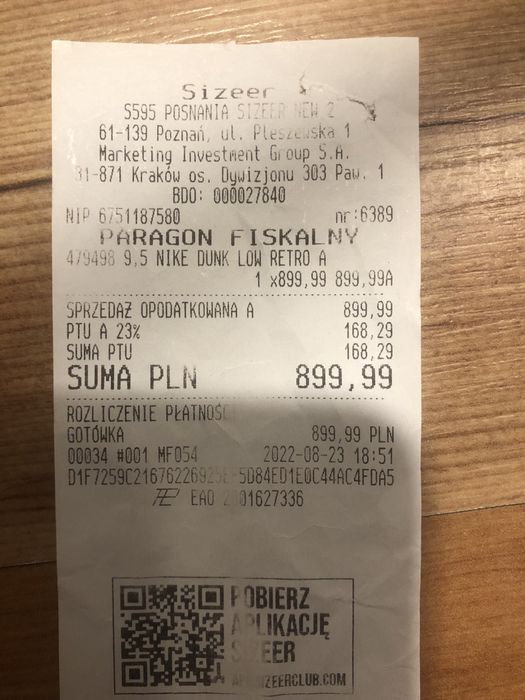 Sizeer
S595 POSNANIA SIZEER NEW 2
61-139 Poznań, ul. Pleszewska 1
Marketing Investment Group S.A.
31-871 Kraków os. Dywizjonu 303 Paw. 1
BDO: 000027840
NIP 6751187580 nr:6389
PARAGON FISKALNY
479498 9,5 NIKE DUNK LOW RETRO A
1 x899,99 899,99A
SPRZEDAŻ OPODATKOWANA A 899,99
PTU A 23% 168,29
SUMA PTU 168,29
SUMA PLN 899,99
ROZLICZENIE PŁATNOŚCI
GOTÓWKA 899,99 PLN
00034 #001 MF054 2022-08-23 18:51
EAO 2001627336
POBIERZ
APLIKACJĘ
SIZEER